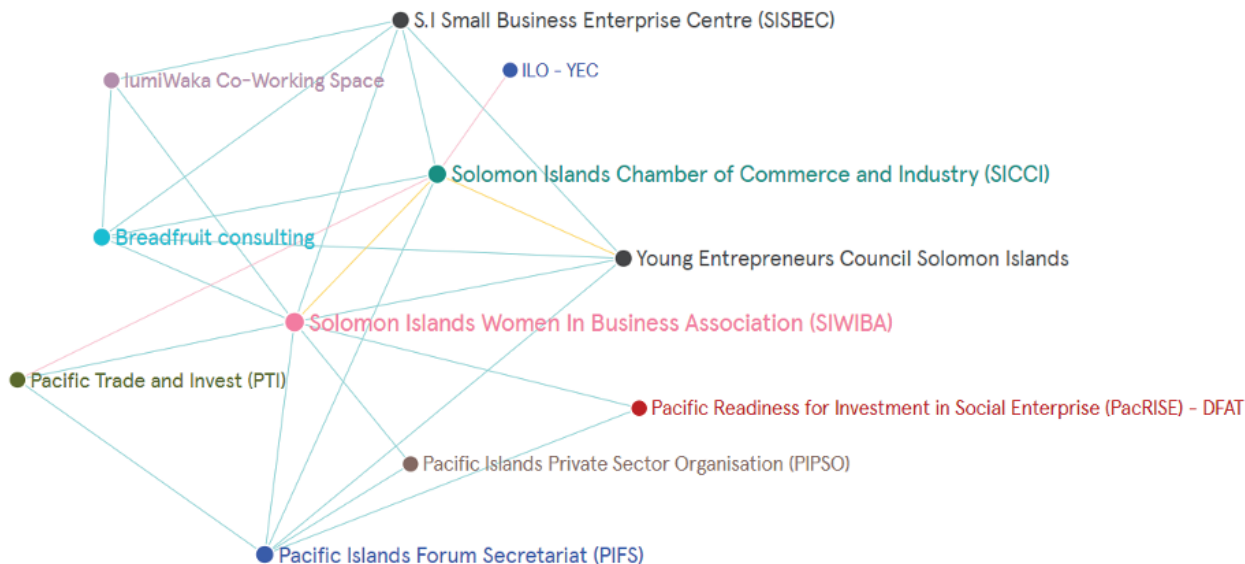 S.I Small Business Enterprise Centre (SISBEC)
ILO - YEC
IumiWaka Co-Working Space
Solomon Islands Chamber of Commerce and Industry (SICCI)
Breadfruit consulting
Young Entrepreneurs Council Solomon Islands
Solomon Islands Women In Business Association (SIWIBA)
Pacific Trade and Invest (PTI)
Pacific Readiness for Investment in Social Enterprise (PacRISE) - DFAT
Pacific Islands Private Sector Organisation (PIPSO)
Pacific Islands Forum Secretariat (PIFS)